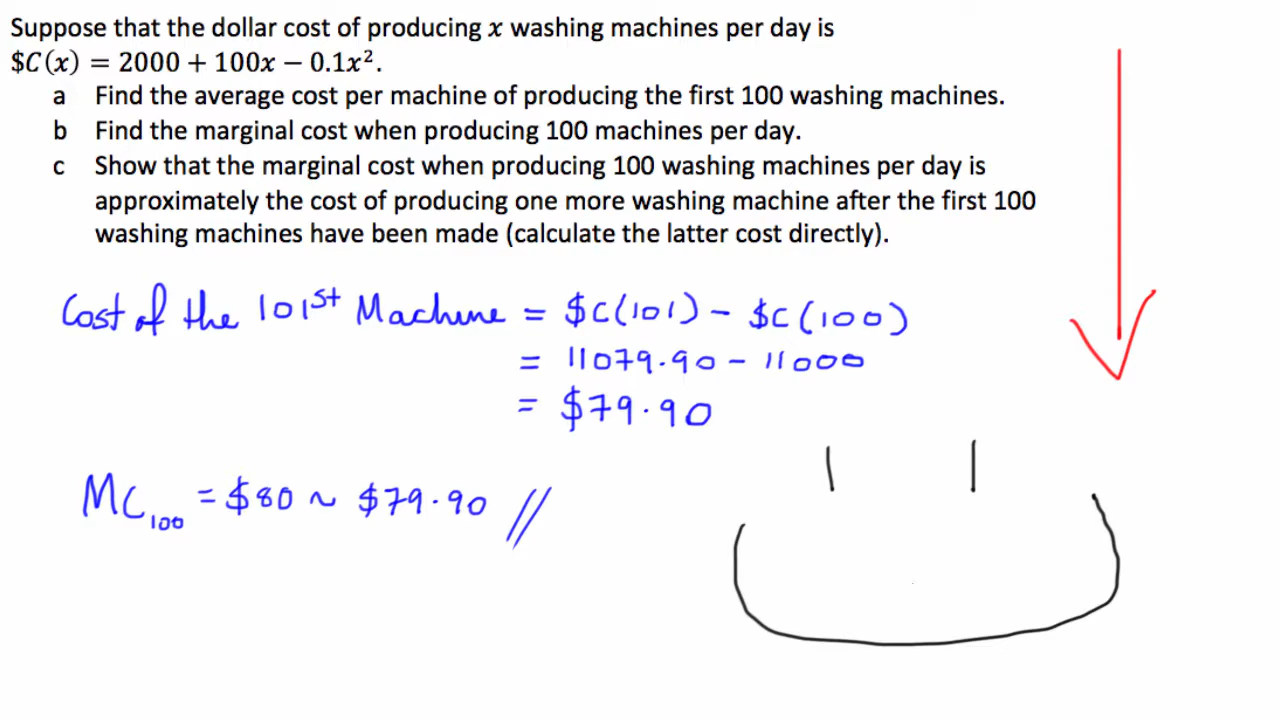 Suppose that the dollar cost of producing x washing machines per day is
$C(x) = 2000 + 100x − 0.1x².
a Find the average cost per machine of producing the first 100 washing machines.
b Find the marginal cost when producing 100 machines per day.
c Show that the marginal cost when producing 100 washing machines per day is
approximately the cost of producing one more washing machine after the first 100
washing machines have been made (calculate the latter cost directly).
Cost of the 101st Machine = $C(101) − $C(100)
= 11079.90 − 11000
= $79.90
MC₁₀₀ = $80 ~ $79.90 //